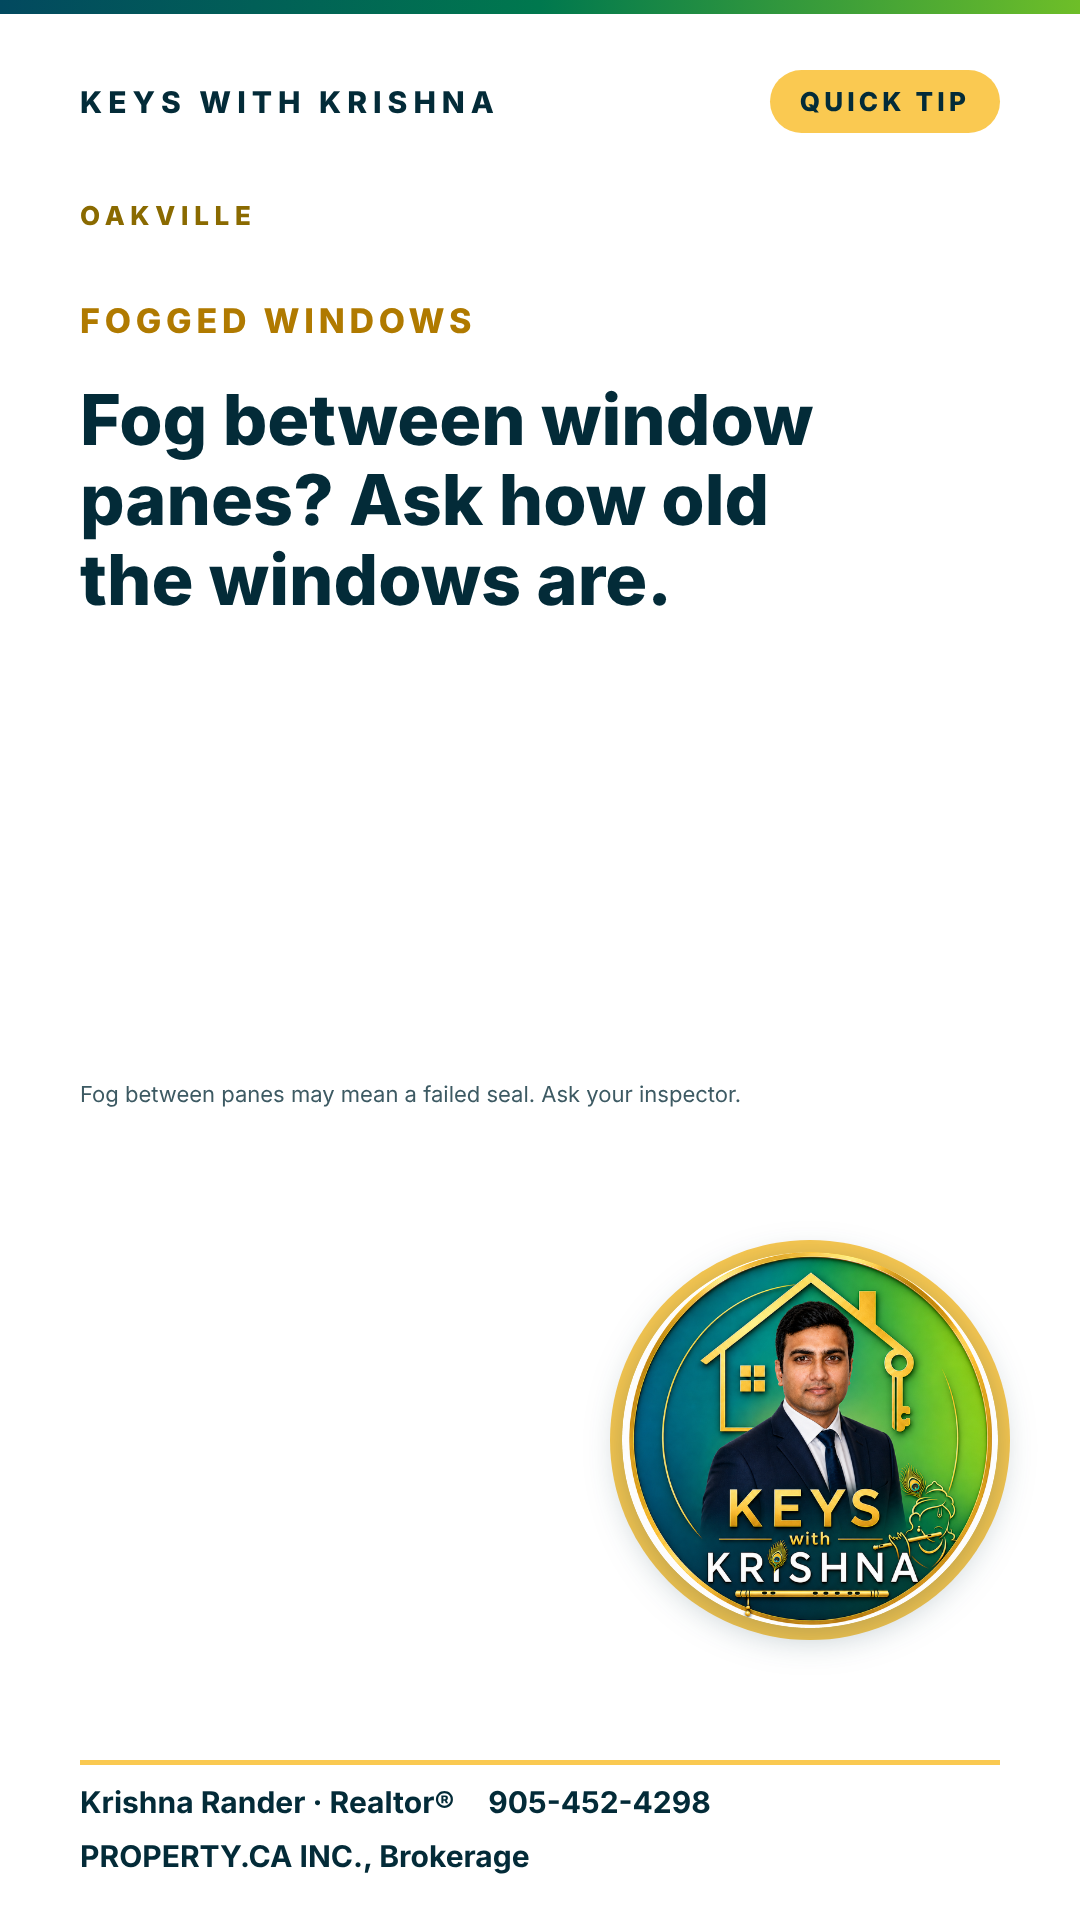 KEYS WITH KRISHNA
QUICK TIP
OAKVILLE
FOGGED WINDOWS
Fog between window
panes? Ask how old
the windows are.
Fog between panes may mean a failed seal. Ask your inspector.
KEYS
with
KRISHNA
Krishna Rander · Realtor® 905-452-4298
PROPERTY.CA INC., Brokerage